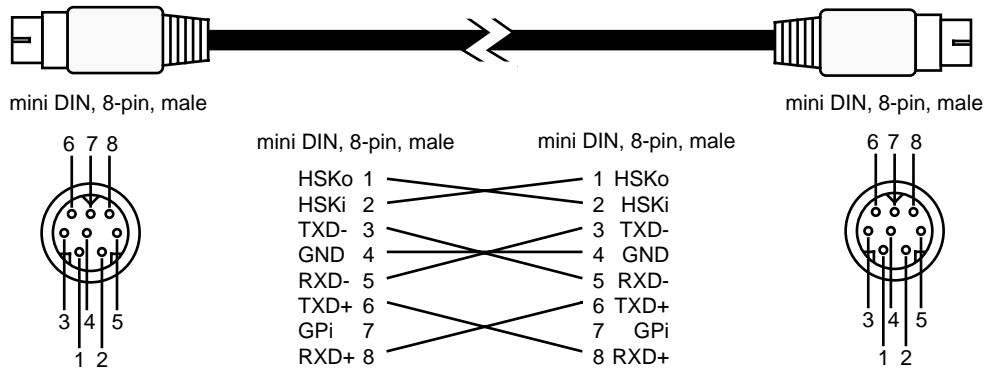 mini DIN, 8-pin, male
mini DIN, 8-pin, male
6 7 8
3 4 5
1 2
mini DIN, 8-pin, male
mini DIN, 8-pin, male
HSKo 1
1 HSKo
HSKi 2
2 HSKi
TXD- 3
3 TXD-
GND 4
4 GND
RXD- 5
5 RXD-
TXD+ 6
6 TXD+
GPi 7
7 GPi
RXD+ 8
8 RXD+
6 7 8
3 4 5
1 2